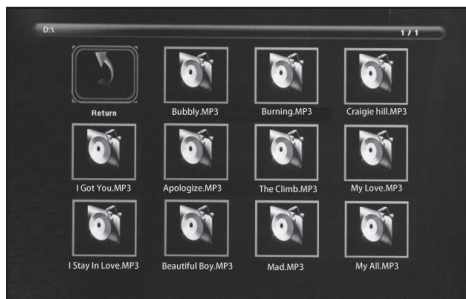 D:\
1 / 1
Return
Bubbly.MP3
Burning.MP3
Craigie hill.MP3
I Got You.MP3
Apologize.MP3
The Climb.MP3
My Love.MP3
I Stay In Love.MP3
Beautiful Boy.MP3
Mad.MP3
My All.MP3